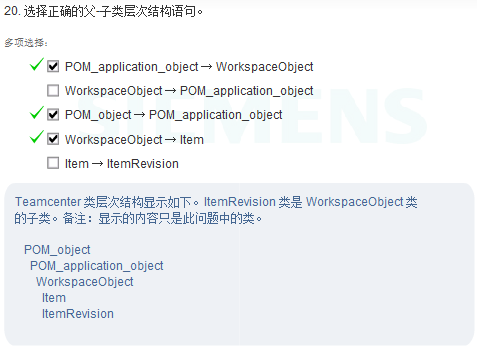 20. 选择正确的父-子类层次结构语句。
多项选择:
POM_application_object → WorkspaceObject
WorkspaceObject → POM_application_object
POM_object → POM_application_object
WorkspaceObject → Item
Item → ItemRevision
SIEMENS
Teamcenter 类层次结构显示如下。ItemRevision 类是 WorkspaceObject 类
的子类。备注：显示的内容只是此问题中的类。
POM_object
POM_application_object
WorkspaceObject
Item
ItemRevision